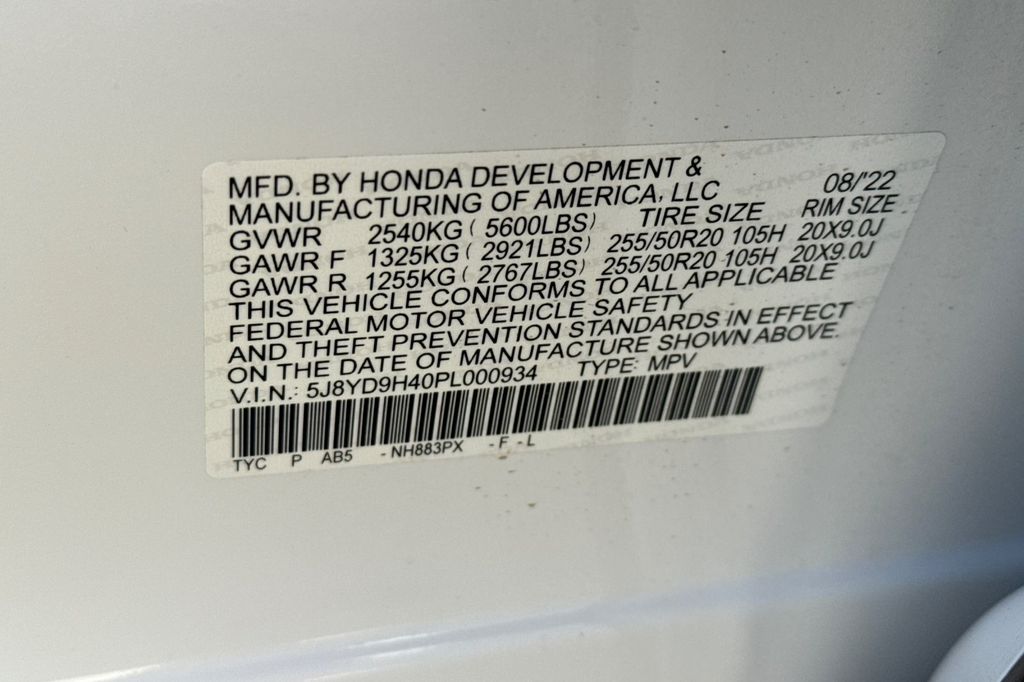 MFD. BY HONDA DEVELOPMENT & 08/'22
MANUFACTURING OF AMERICA, LLC
GVWR 2540KG ( 5600LBS) TIRE SIZE RIM SIZE
GAWR F 1325KG ( 2921LBS) 255/50R20 105H 20X9.0J
GAWR R 1255KG ( 2767LBS) 255/50R20 105H 20X9.0J
THIS VEHICLE CONFORMS TO ALL APPLICABLE
FEDERAL MOTOR VEHICLE SAFETY
AND THEFT PREVENTION STANDARDS IN EFFECT
ON THE DATE OF MANUFACTURE SHOWN ABOVE.
V.I.N.: 5J8YD9H40PL000934 TYPE: MPV
TYC P AB5 - NH883PX - F - L